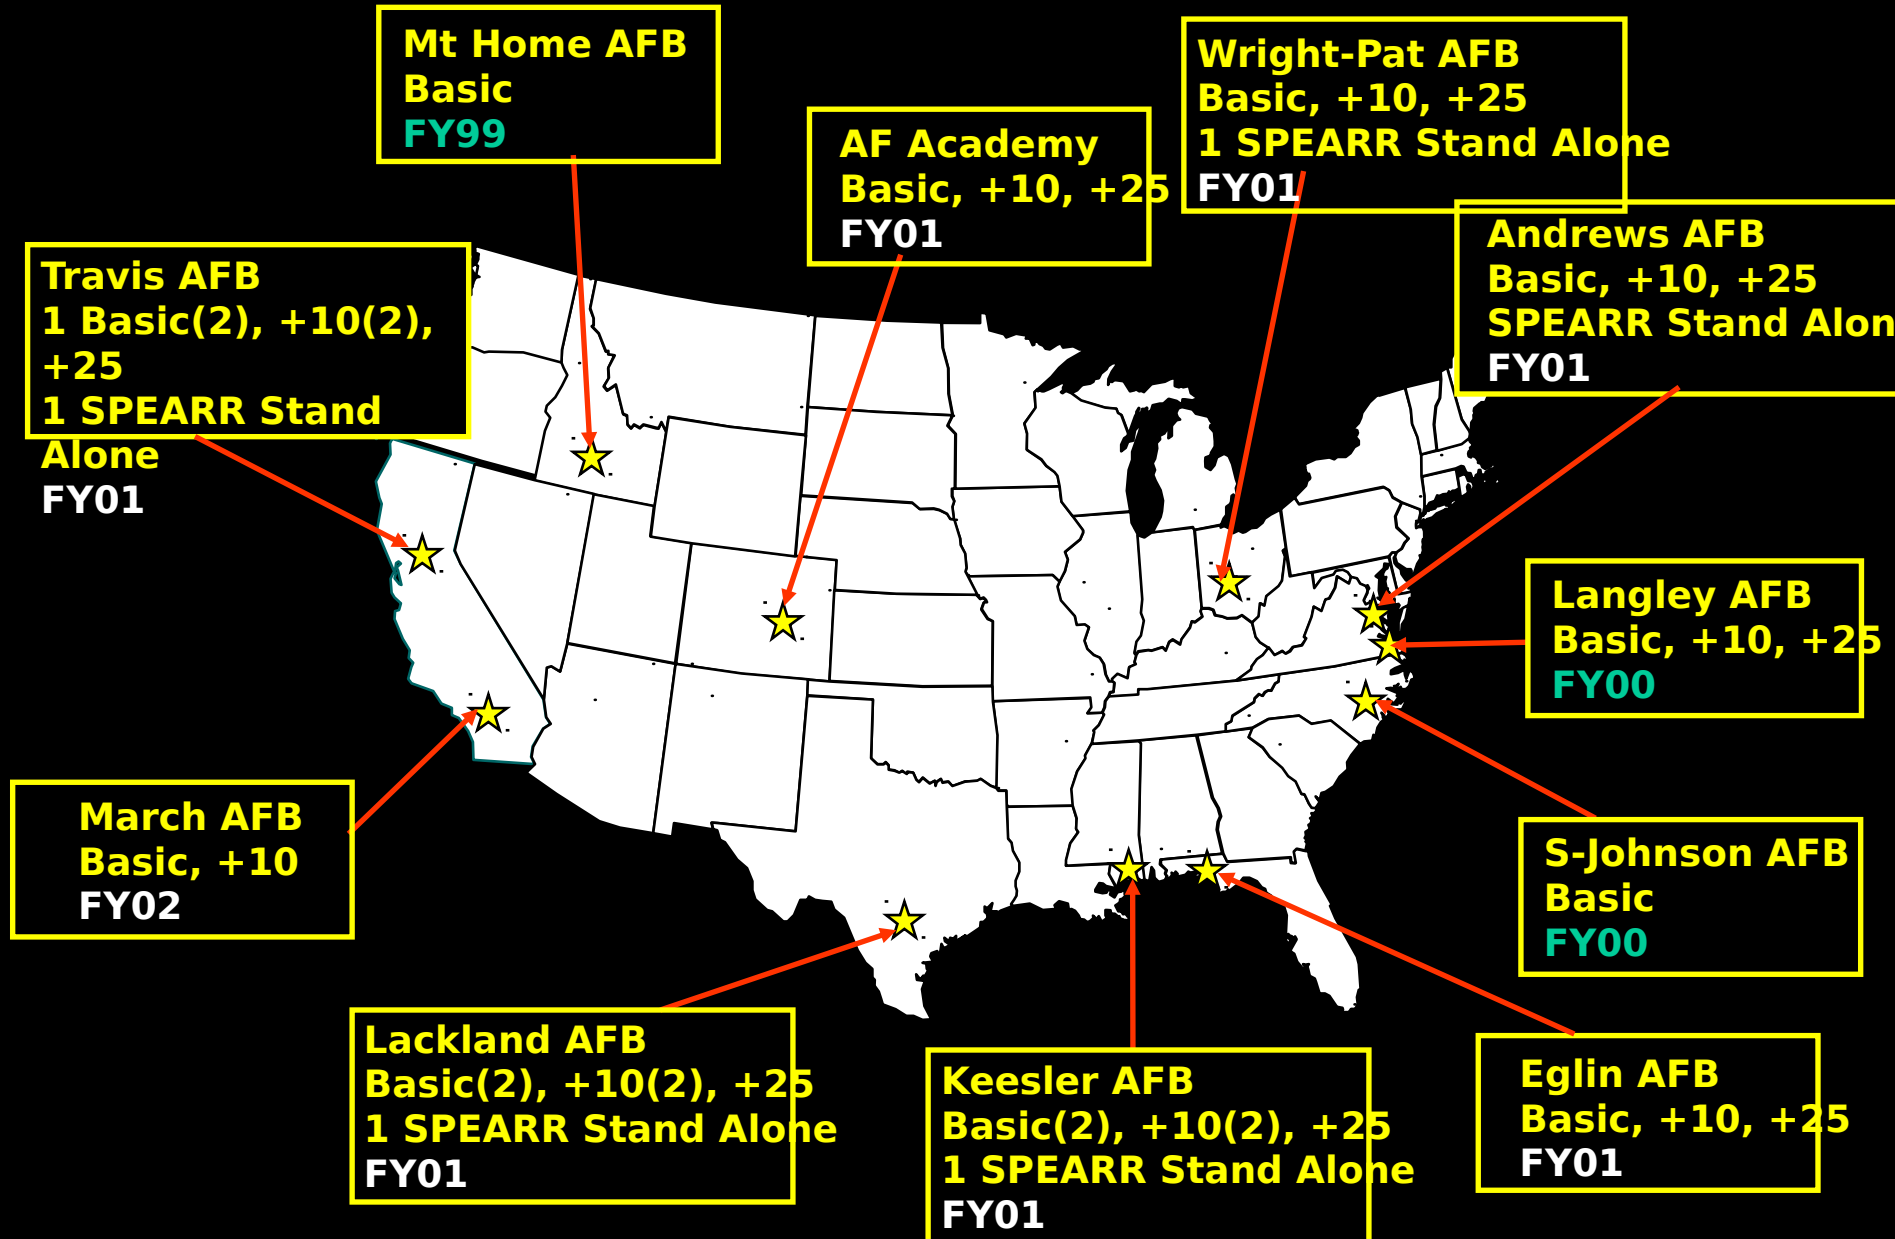 Mt Home AFB
Basic
FY99
Wright-Pat AFB
Basic, +10, +25
1 SPEARR Stand Alone
FY01
AF Academy
Basic, +10, +25
FY01
Andrews AFB
Basic, +10, +25
SPEARR Stand Alon
FY01
Travis AFB
1 Basic(2), +10(2),
+25
1 SPEARR Stand
Alone
FY01
Langley AFB
Basic, +10, +25
FY00
March AFB
Basic, +10
FY02
S-Johnson AFB
Basic
FY00
Lackland AFB
Basic(2), +10(2), +25
1 SPEARR Stand Alone
FY01
Keesler AFB
Basic(2), +10(2), +25
1 SPEARR Stand Alone
FY01
Eglin AFB
Basic, +10, +25
FY01